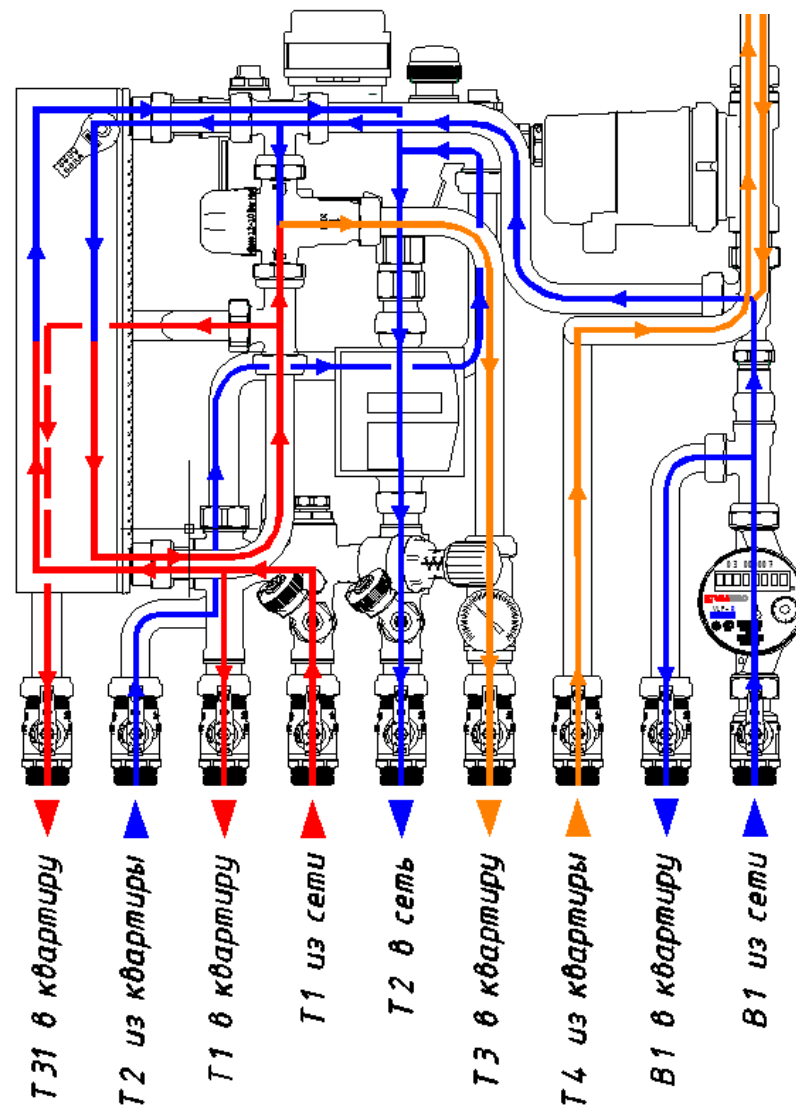 Т31 в квартиру
Т2 из квартиры
Т1 в квартиру
Т1 из сети
Т2 в сеть
Т3 в квартиру
Т4 из квартиры
В1 в квартиру
В1 из сети